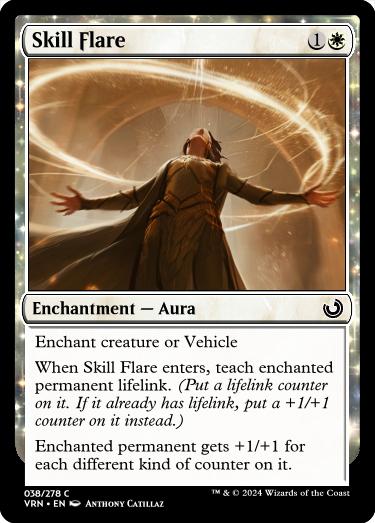 Skill Flare 1
Enchantment — Aura
Enchant creature or Vehicle
When Skill Flare enters, teach enchanted
permanent lifelink. (Put a lifelink counter
on it. If it already has lifelink, put a +1/+1
counter on it instead.)
Enchanted permanent gets +1/+1 for
each different kind of counter on it.
038/278 C
VRN • EN ANTHONY CATILLAZ ™ & © 2024 Wizards of the Coast